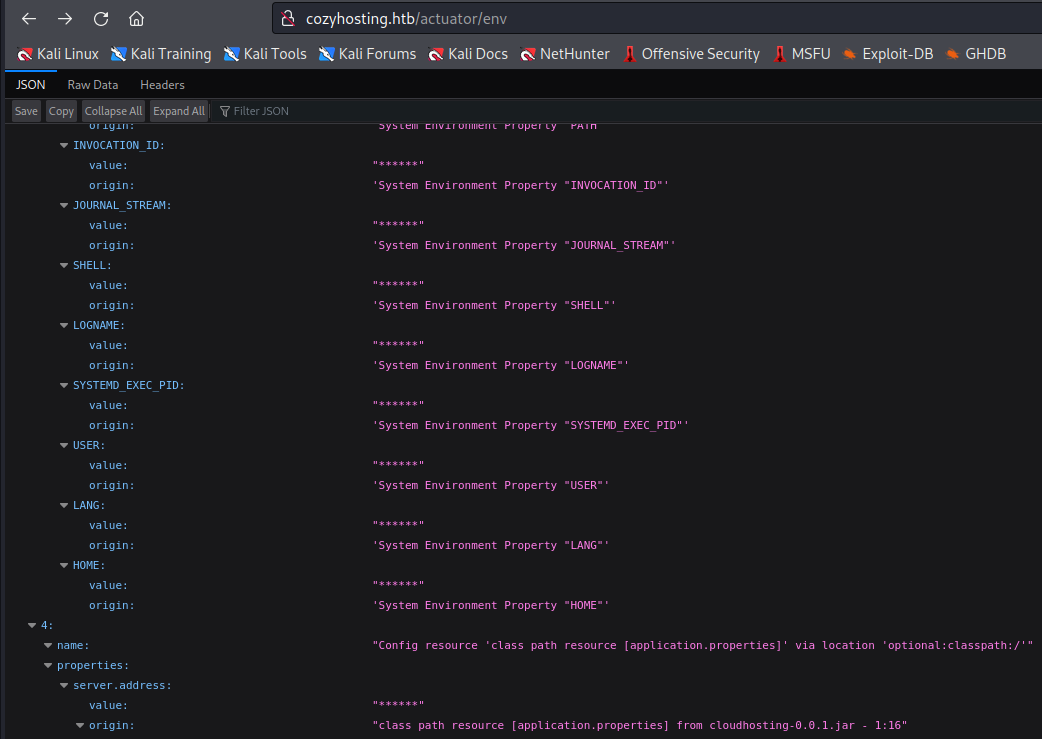 cozyhosting.htb/actuator/env
Kali Linux Kali Training Kali Tools Kali Forums Kali Docs NetHunter Offensive Security MSFU Exploit-DB GHDB
JSON Raw Data Headers
Save Copy Collapse All Expand All Filter JSON
origin: 'System Environment Property "PATH
INVOCATION_ID:
value: "******"
origin: 'System Environment Property "INVOCATION_ID"'
JOURNAL_STREAM:
value: "******"
origin: 'System Environment Property "JOURNAL_STREAM"'
SHELL:
value: "******"
origin: 'System Environment Property "SHELL"'
LOGNAME:
value: "******"
origin: 'System Environment Property "LOGNAME"'
SYSTEMD_EXEC_PID:
value: "******"
origin: 'System Environment Property "SYSTEMD_EXEC_PID"'
USER:
value: "******"
origin: 'System Environment Property "USER"'
LANG:
value: "******"
origin: 'System Environment Property "LANG"'
HOME:
value: "******"
origin: 'System Environment Property "HOME"'
4:
name: "Config resource 'class path resource [application.properties]' via location 'optional:classpath:/'"
properties:
server.address:
value: "******"
origin: "class path resource [application.properties] from cloudhosting-0.0.1.jar - 1:16"